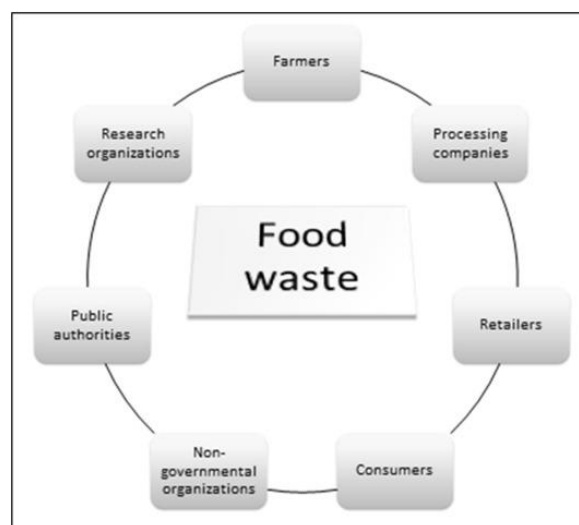 Farmers
Processing
companies
Retailers
Consumers
Non-
governmental
organizations
Public
authorities
Research
organizations
Food
waste